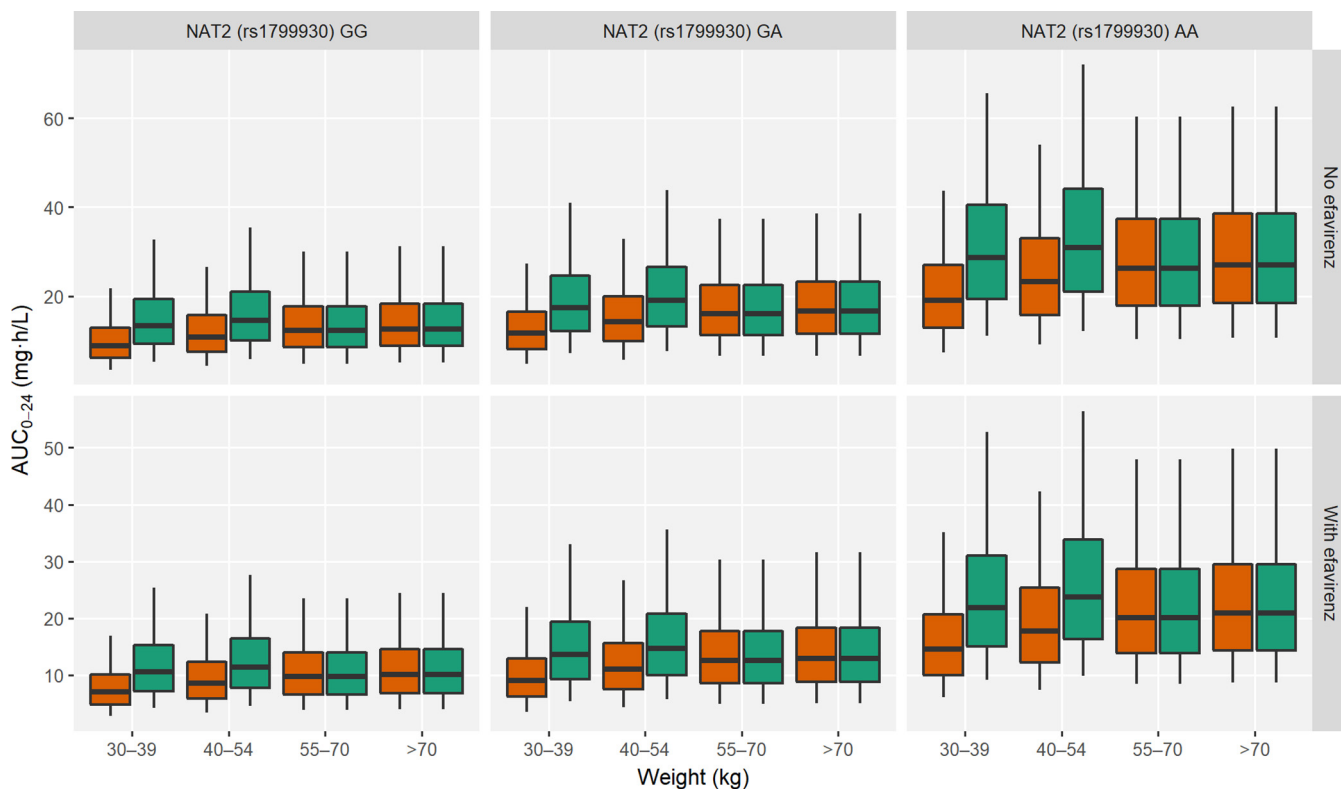 NAT2 (rs1799930) GG
NAT2 (rs1799930) GA
NAT2 (rs1799930) AA
60
40
20
No efavirenz
AUC₀₋₂₄ (mg·h/L)
50
40
30
20
10
With efavirenz
30–39 40–54 55–70 >70
30–39 40–54 55–70 >70
30–39 40–54 55–70 >70
Weight (kg)